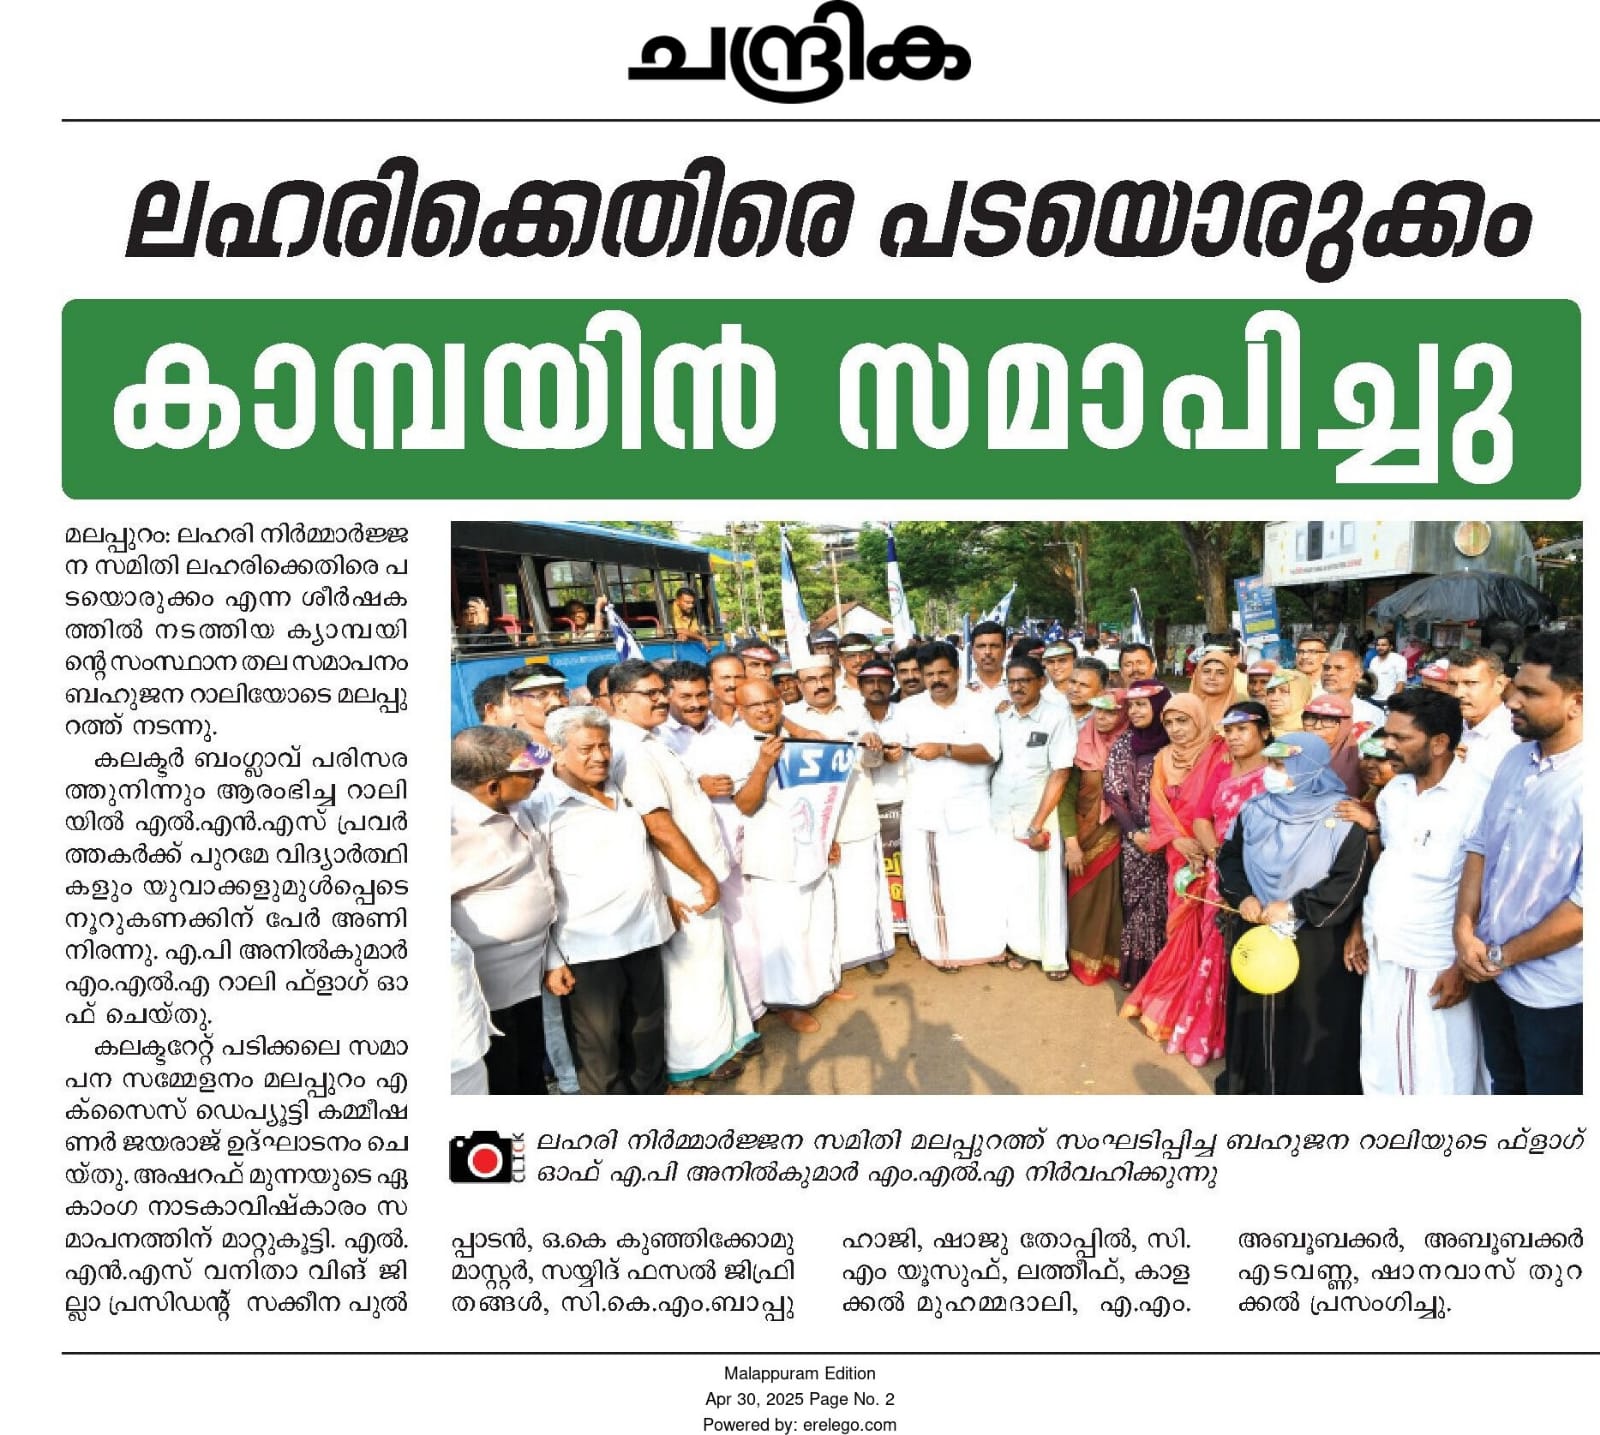 ചന്ദ്രിക
ലഹരിക്കെതിരെ പടയൊരുക്കം
കാമ്പയിൻ സമാപിച്ചു
മലപ്പുറം: ലഹരി നിർമ്മാർജ്ജ
ന സമിതി ലഹരിക്കെതിരെ പ
ടയൊരുക്കം എന്ന ശീർഷക
ത്തിൽ നടത്തിയ ക്യാമ്പയി
ന്റെ സംസ്ഥാന തല സമാപനം
ബഹുജന റാലിയോടെ മലപ്പു
റത്ത് നടന്നു.
കലക്ടർ ബംഗ്ലാവ് പരിസര
ത്തുനിന്നും ആരംഭിച്ച റാലി
യിൽ എൽ.എൻ.എസ് പ്രവർ
ത്തകർക്ക് പുറമേ വിദ്യാർത്ഥി
കളും യുവാക്കളുമുൾപ്പെടെ
നൂറുകണക്കിന് പേർ അണി
നിരന്നു. എ.പി അനിൽകുമാർ
എം.എൽ.എ റാലി ഫ്ളാഗ് ഓ
ഫ് ചെയ്തു.
കലക്ടറേറ്റ് പടിക്കലെ സമാ
പന സമ്മേളനം മലപ്പുറം എ
ക്സൈസ് ഡെപ്യൂട്ടി കമ്മീഷ
ണർ ജയരാജ് ഉദ്ഘാടനം ചെ
യ്തു. അഷറഫ് മുന്നയുടെ ഏ
കാംഗ നാടകാവിഷ്കാരം സ
മാപനത്തിന് മാറ്റുകൂട്ടി. എൽ.
എൻ.എസ് വനിതാ വിങ് ജി
ല്ലാ പ്രസിഡന്റ് സക്കീന പുൽ
ലഹരി നിർമ്മാർജ്ജന സമിതി മലപ്പുറത്ത് സംഘടിപ്പിച്ച ബഹുജന റാലിയുടെ ഫ്ളാഗ്
ഓഫ് എ.പി അനിൽകുമാർ എം.എൽ.എ നിർവഹിക്കുന്നു
CLICK
പ്പാടൻ, ഒ.കെ കുഞ്ഞിക്കോമു
മാസ്റ്റർ, സയ്യിദ് ഫസൽ ജിഫ്രി
തങ്ങൾ, സി.കെ.എം.ബാപ്പു
ഹാജി, ഷാജു തോപ്പിൽ, സി.
എം യൂസുഫ്, ലത്തീഫ്, കാള
ക്കൽ മുഹമ്മദാലി, എ.എം.
അബൂബക്കർ, അബൂബക്കർ
എടവണ്ണ, ഷാനവാസ് തുറ
ക്കൽ പ്രസംഗിച്ചു.
Malappuram Edition
Apr 30, 2025 Page No. 2
Powered by: erelego.com